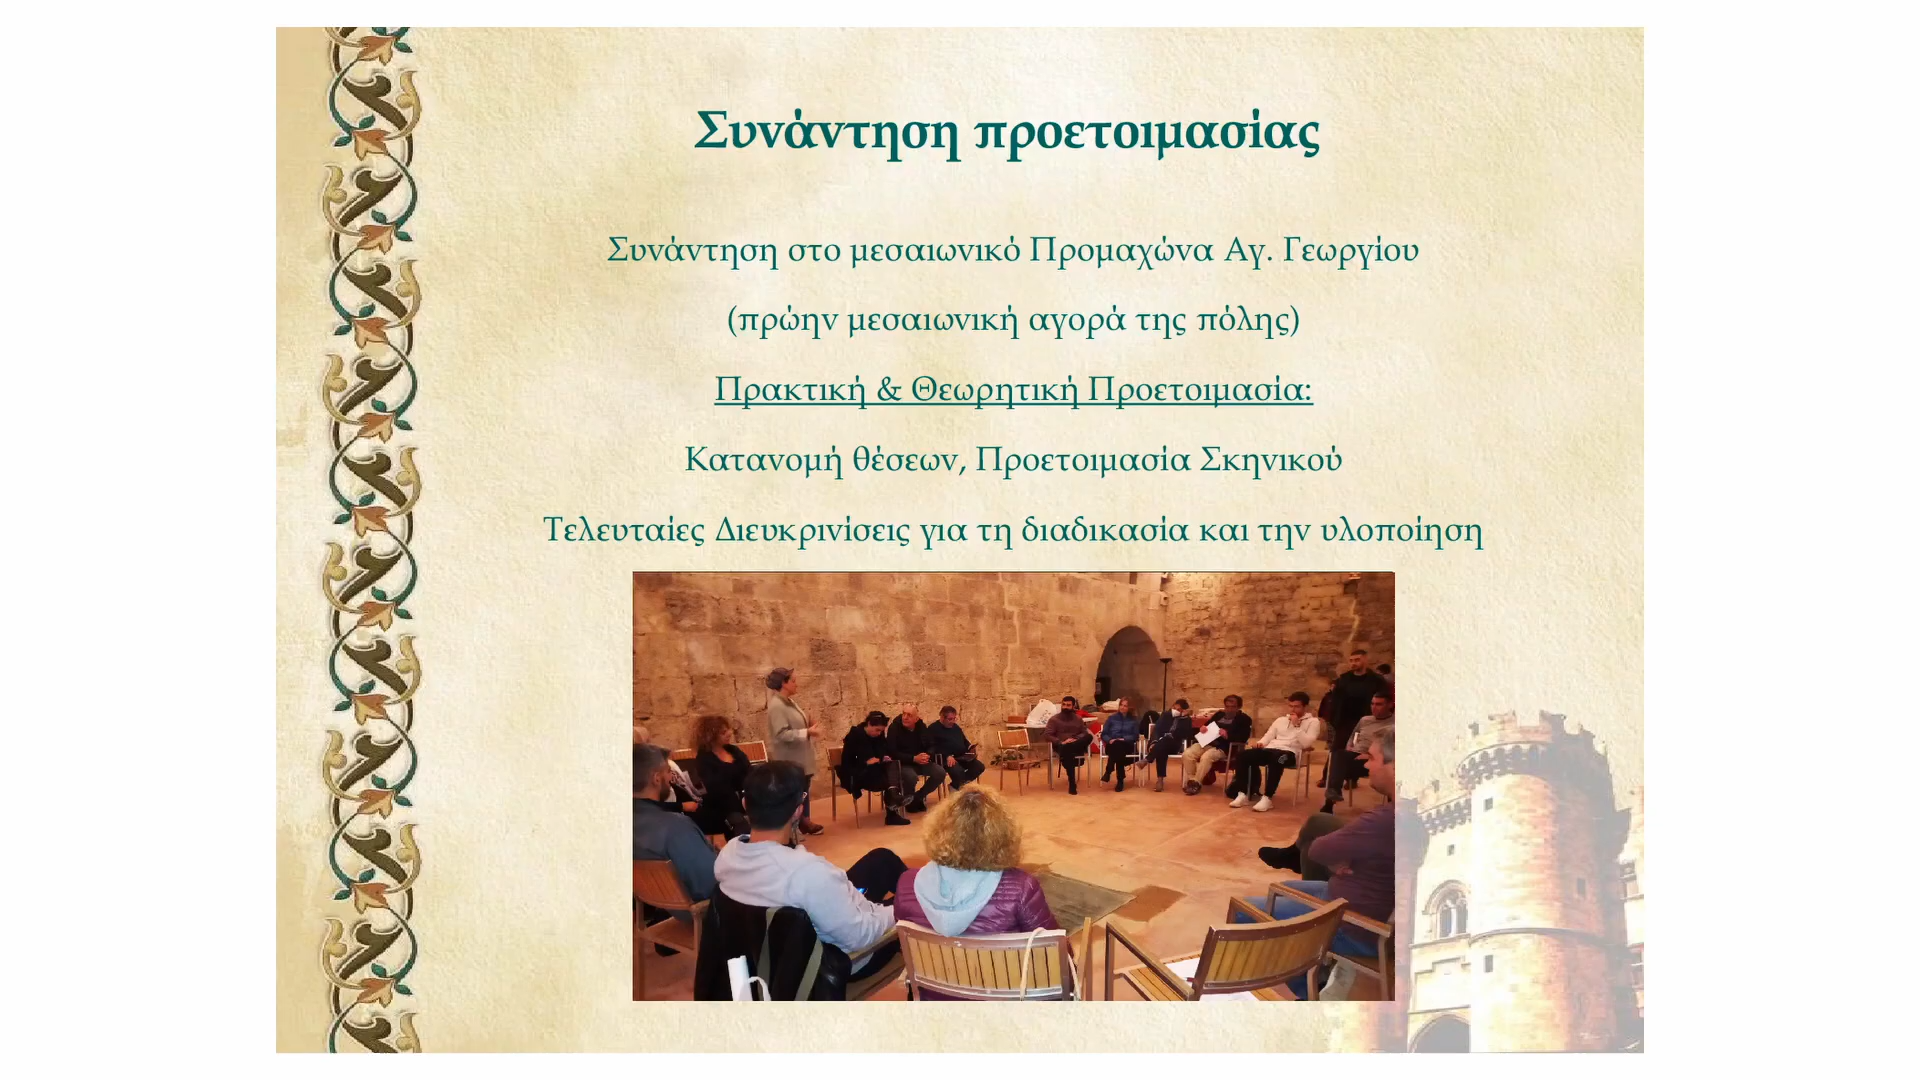 Συνάντηση προετοιμασίας
Συνάντηση στο μεσαιωνικό Προμαχώνα Αγ. Γεωργίου
(πρώην μεσαιωνική αγορά της πόλης)
Πρακτική & Θεωρητική Προετοιμασία:
Κατανομή θέσεων, Προετοιμασία Σκηνικού
Τελευταίες Διευκρινίσεις για τη διαδικασία και την υλοποίηση